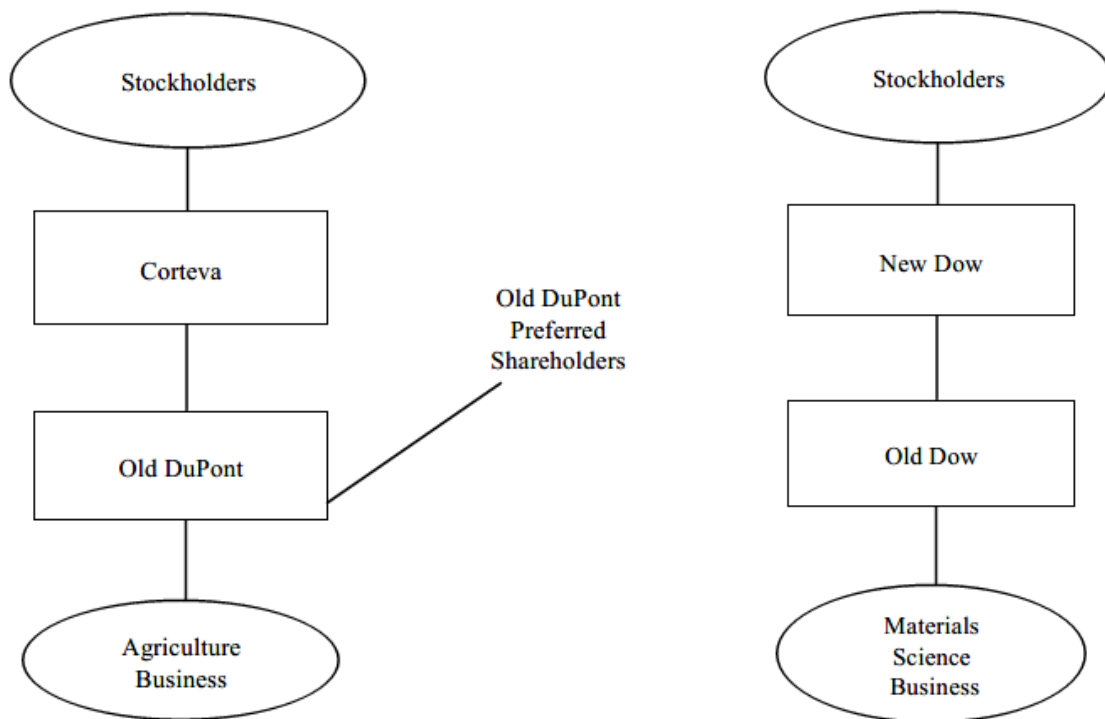 Stockholders
Stockholders
Corteva
New Dow
Old DuPont
Preferred
Shareholders
Old DuPont
Old Dow
Agriculture
Business
Materials
Science
Business